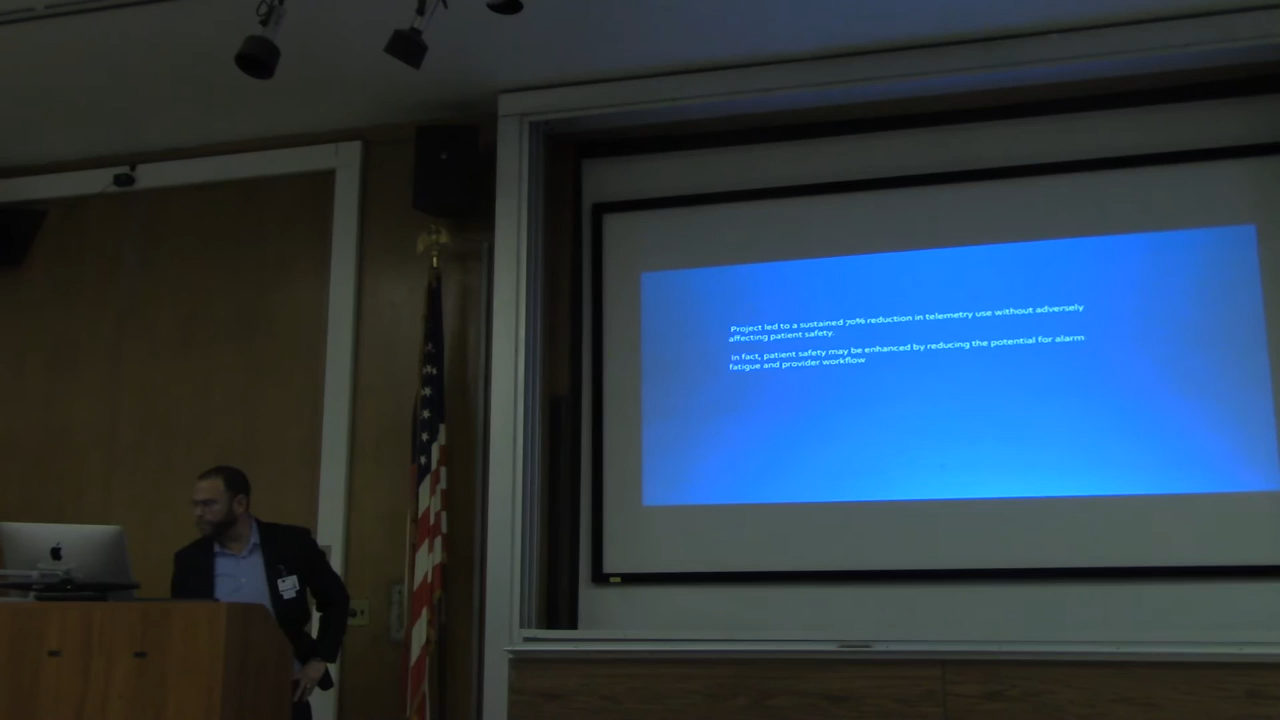 Project led to a sustained 70% reduction in telemetry use without adversely
affecting patient safety.
In fact, patient safety may be enhanced by reducing the potential for alarm
fatigue and provider workflow